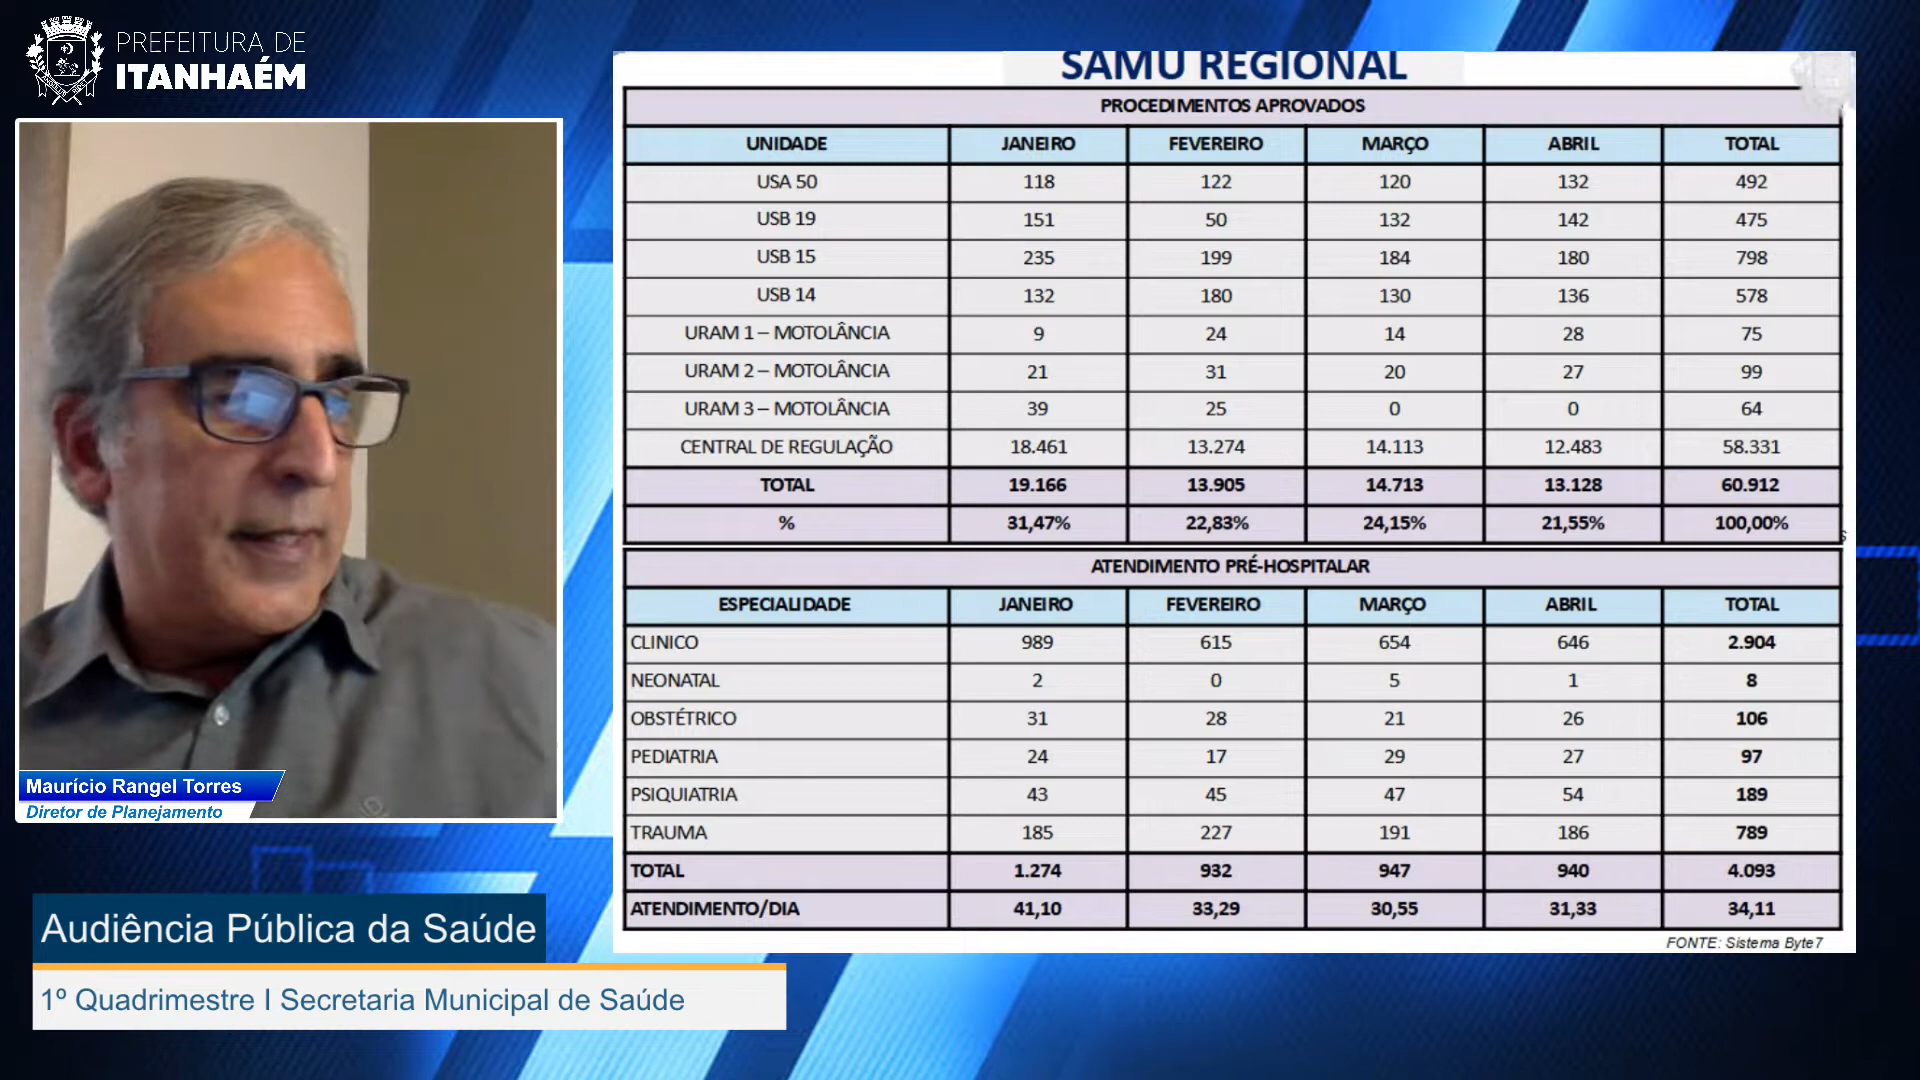 PREFEITURA DE
ITANHAÉM
SAMU REGIONAL
PROCEDIMENTOS APROVADOS
UNIDADE JANEIRO FEVEREIRO MARÇO ABRIL TOTAL
USA 50 118 122 120 132 492
USB 19 151 50 132 142 475
USB 15 235 199 184 180 798
USB 14 132 180 130 136 578
URAM 1 – MOTOLÂNCIA 9 24 14 28 75
URAM 2 – MOTOLÂNCIA 21 31 20 27 99
URAM 3 – MOTOLÂNCIA 39 25 0 0 64
CENTRAL DE REGULAÇÃO 18.461 13.274 14.113 12.483 58.331
TOTAL 19.166 13.905 14.713 13.128 60.912
% 31,47% 22,83% 24,15% 21,55% 100,00%
ATENDIMENTO PRÉ-HOSPITALAR
ESPECIALIDADE JANEIRO FEVEREIRO MARÇO ABRIL TOTAL
CLINICO 989 615 654 646 2.904
NEONATAL 2 0 5 1 8
OBSTÉTRICO 31 28 21 26 106
PEDIATRIA 24 17 29 27 97
PSIQUIATRIA 43 45 47 54 189
TRAUMA 185 227 191 186 789
TOTAL 1.274 932 947 940 4.093
ATENDIMENTO/DIA 41,10 33,29 30,55 31,33 34,11
FONTE: Sistema Byte7
Maurício Rangel Torres
Diretor de Planejamento
Audiência Pública da Saúde
1º Quadrimestre I Secretaria Municipal de Saúde